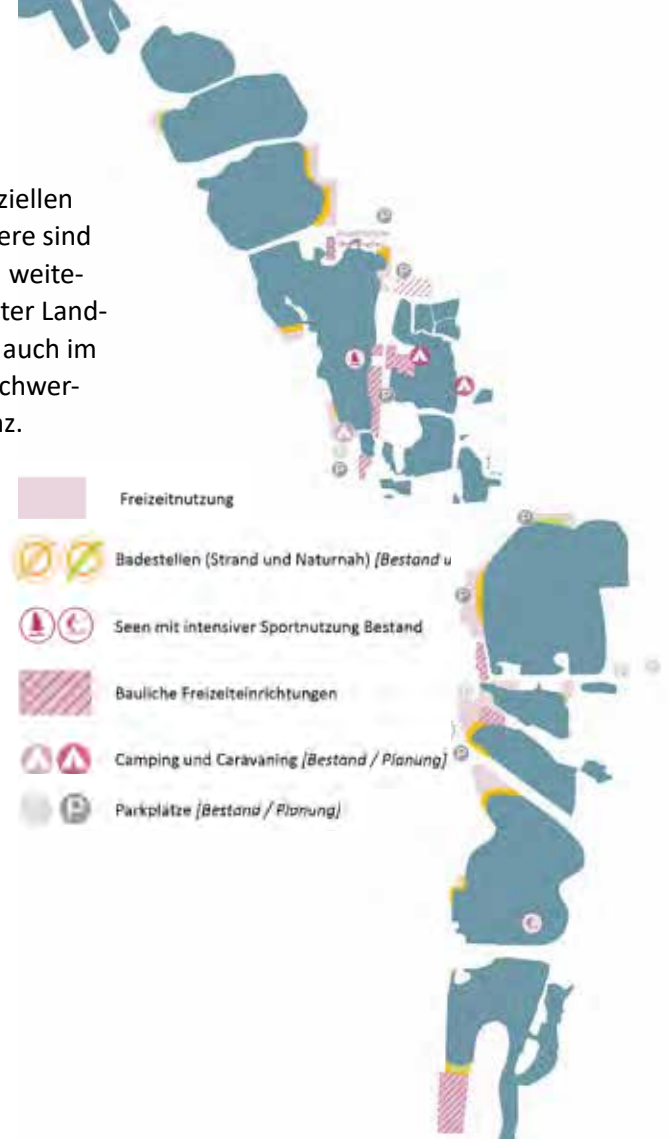 ziellen
ere sind
weite-
ter Land-
auch im
chwer-
nz.
P
P
P
P
P
P
P
Freizeitnutzung
Badestellen (Strand und Naturnah) [Bestand u
Seen mit intensiver Sportnutzung Bestand
Bauliche Freizeiteinrichtungen
Camping und Caravaning [Bestand / Planung]
Parkplätze [Bestand / Planung]
P